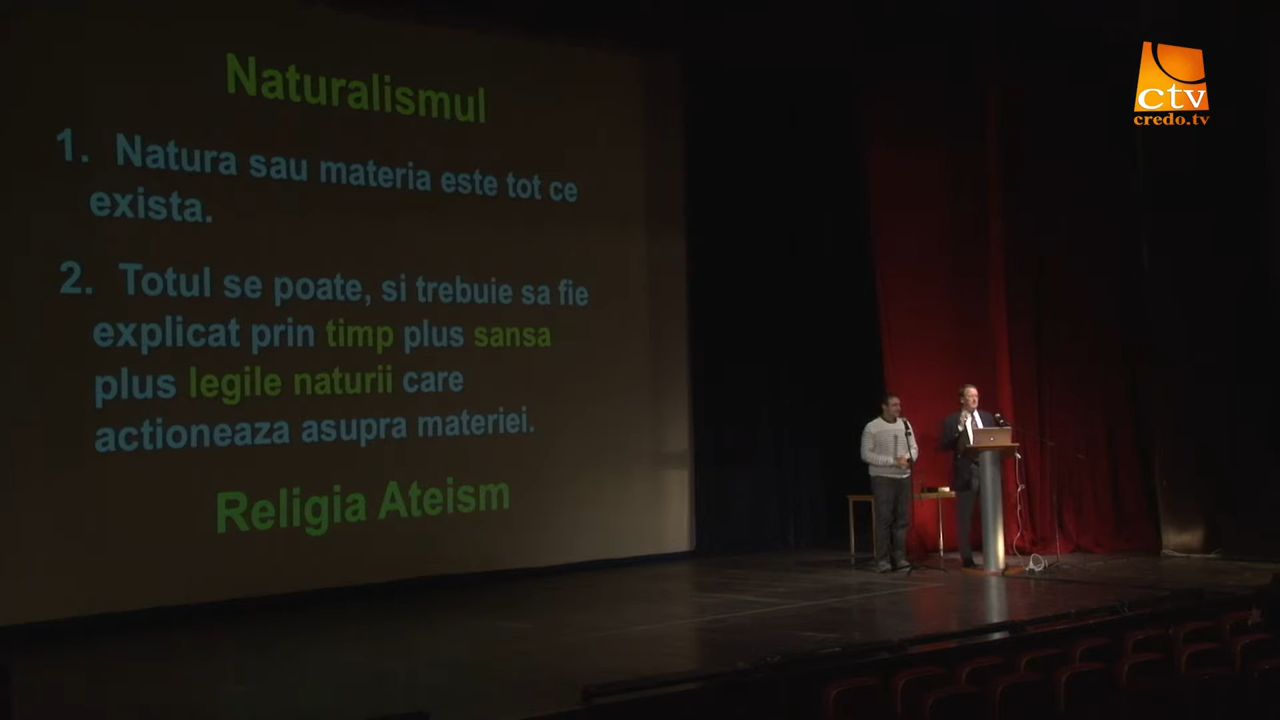 Naturalismul
1. Natura sau materia este tot ce
exista.
2. Totul se poate, si trebuie sa fie
explicat prin timp plus sansa
plus legile naturii care
actioneaza asupra materiei.
Religia Ateism
ctv
credo.tv